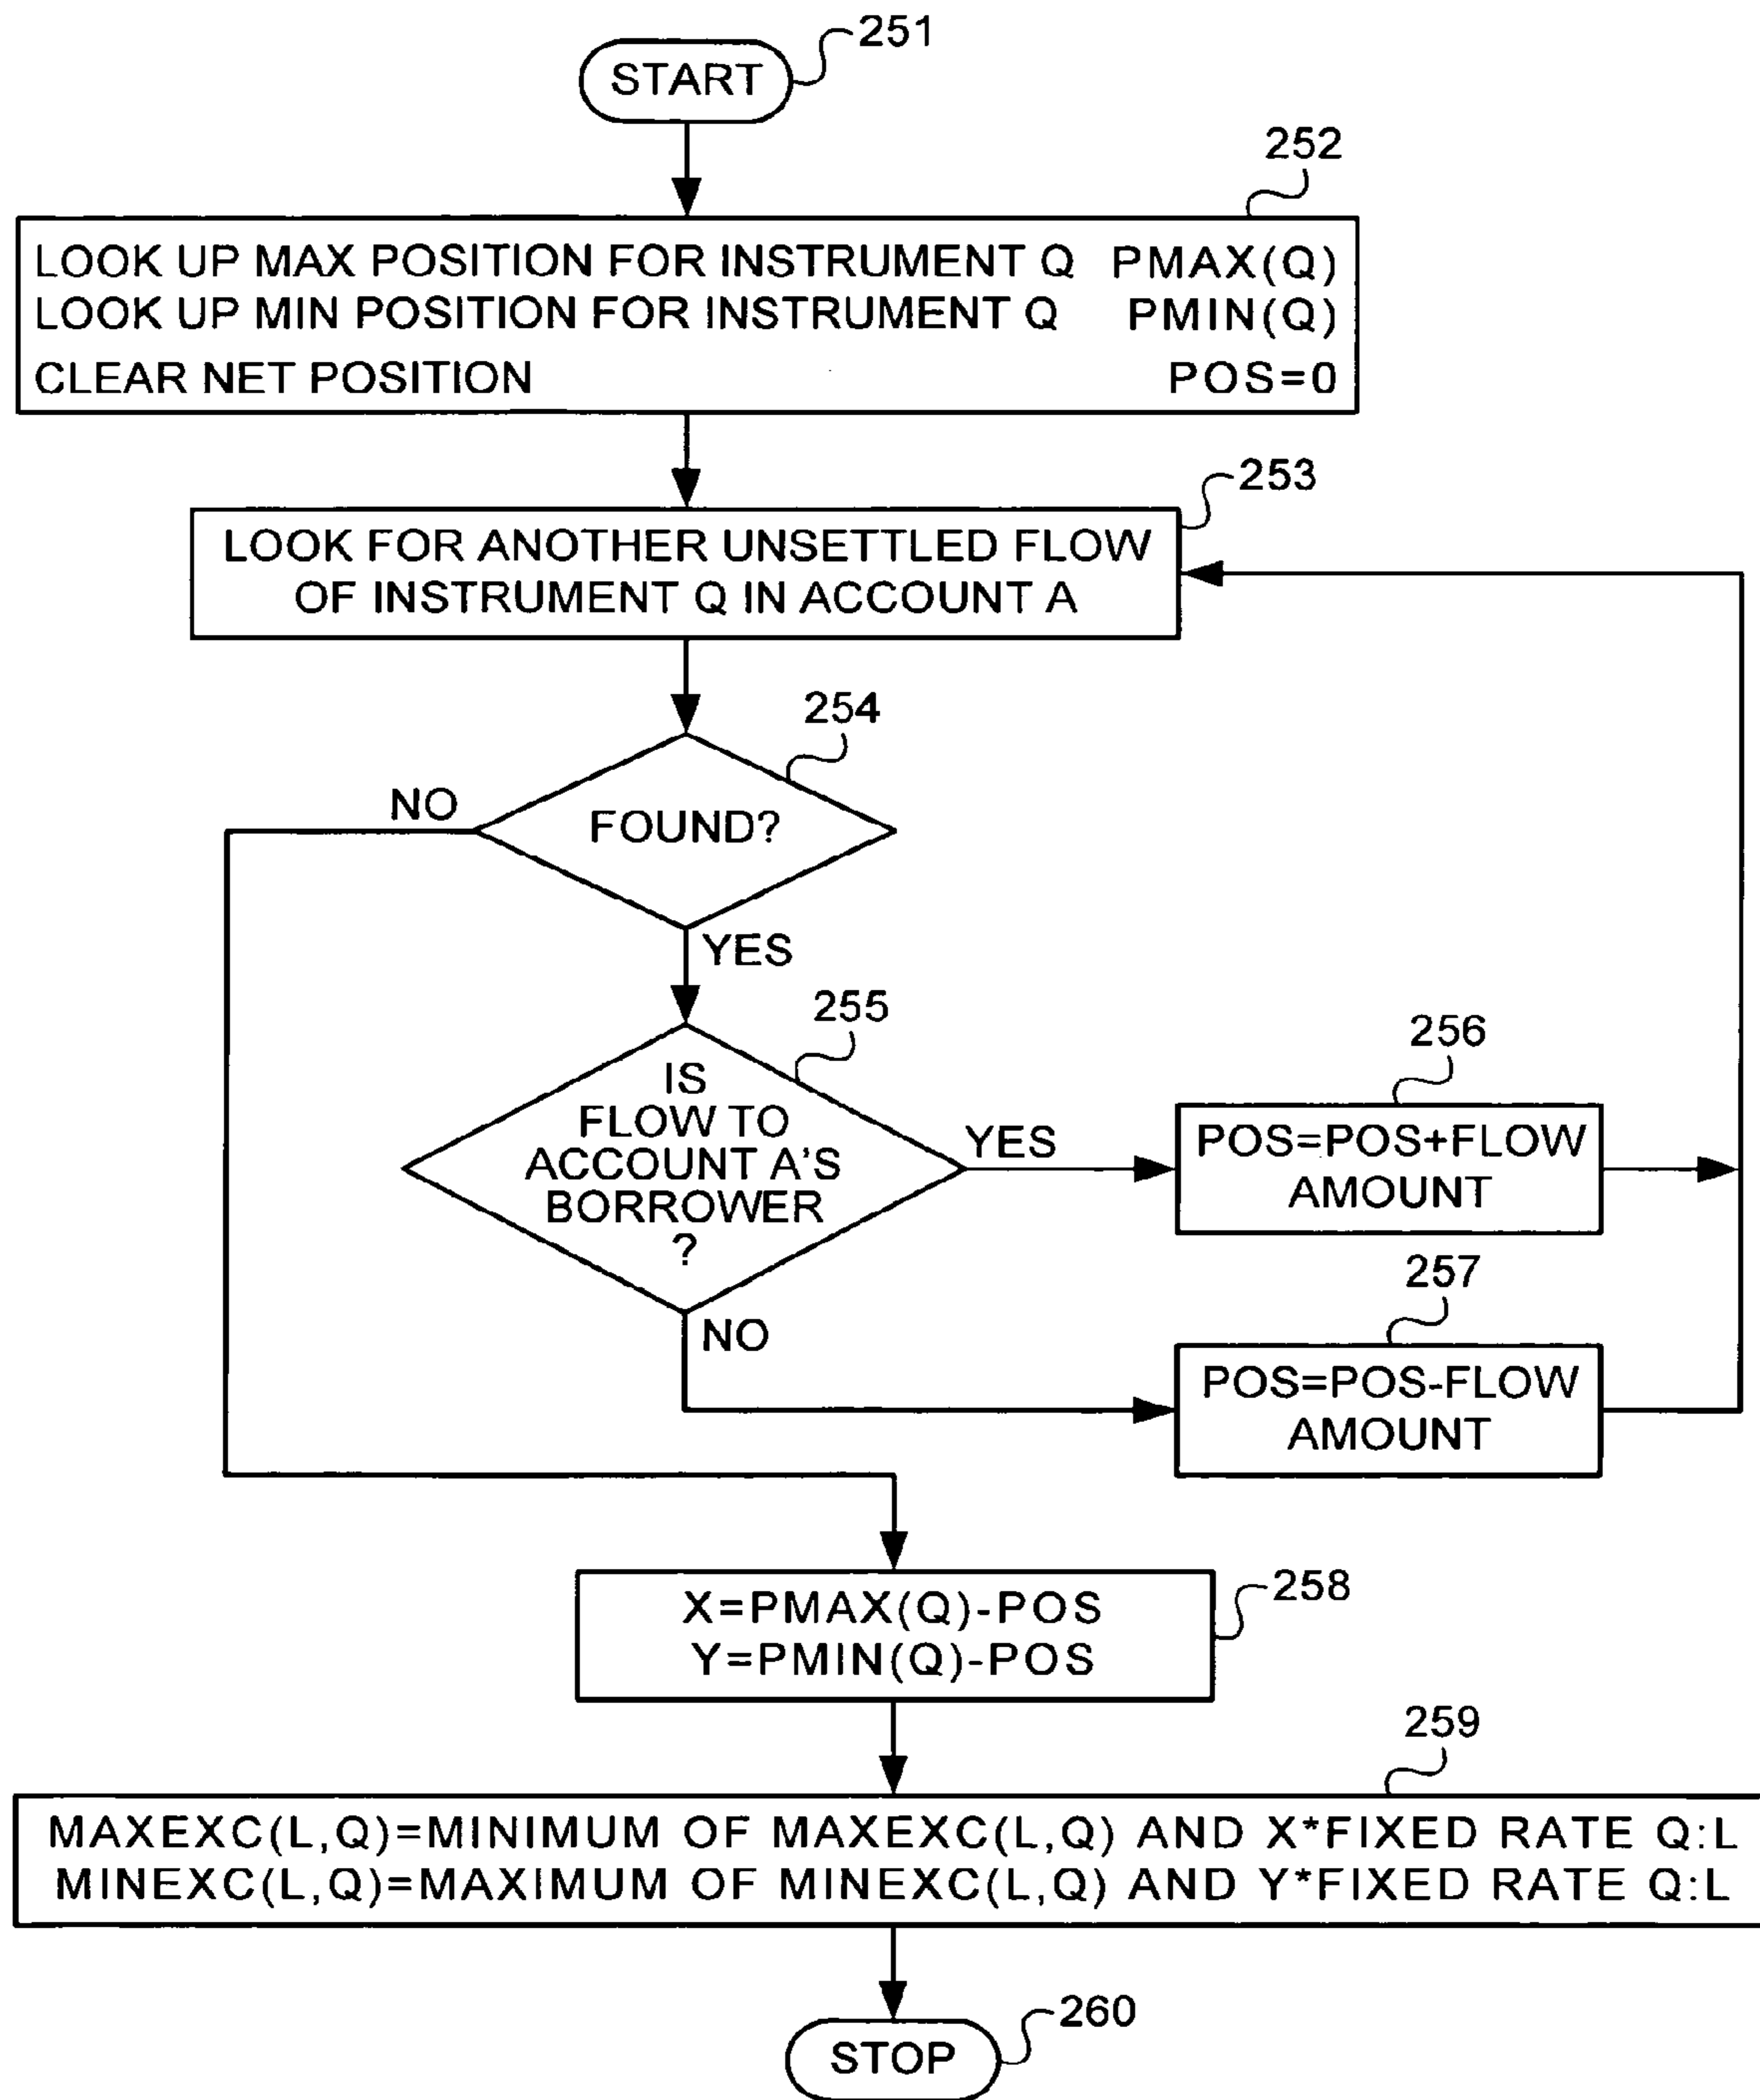 251
START
252
LOOK UP MAX POSITION FOR INSTRUMENT Q PMAX(Q)
LOOK UP MIN POSITION FOR INSTRUMENT Q PMIN(Q)
CLEAR NET POSITION POS=0
253
LOOK FOR ANOTHER UNSETTLED FLOW
OF INSTRUMENT Q IN ACCOUNT A
254
NO
FOUND?
YES
255
IS
FLOW TO
ACCOUNT A'S
BORROWER
?
YES
256
POS=POS+FLOW
AMOUNT
NO
257
POS=POS-FLOW
AMOUNT
258
X=PMAX(Q)-POS
Y=PMIN(Q)-POS
259
MAXEXC(L,Q)=MINIMUM OF MAXEXC(L,Q) AND X*FIXED RATE Q:L
MINEXC(L,Q)=MAXIMUM OF MINEXC(L,Q) AND Y*FIXED RATE Q:L
260
STOP